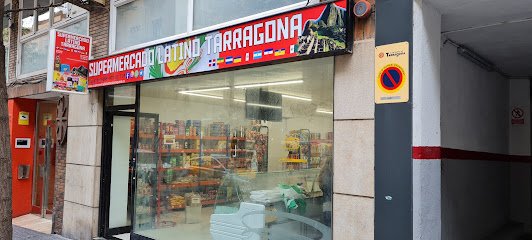 SUPERMERCADO LATINO TARRAGONA
SUPERMERCADO
LATINO
TARRAGONA
Tarragona